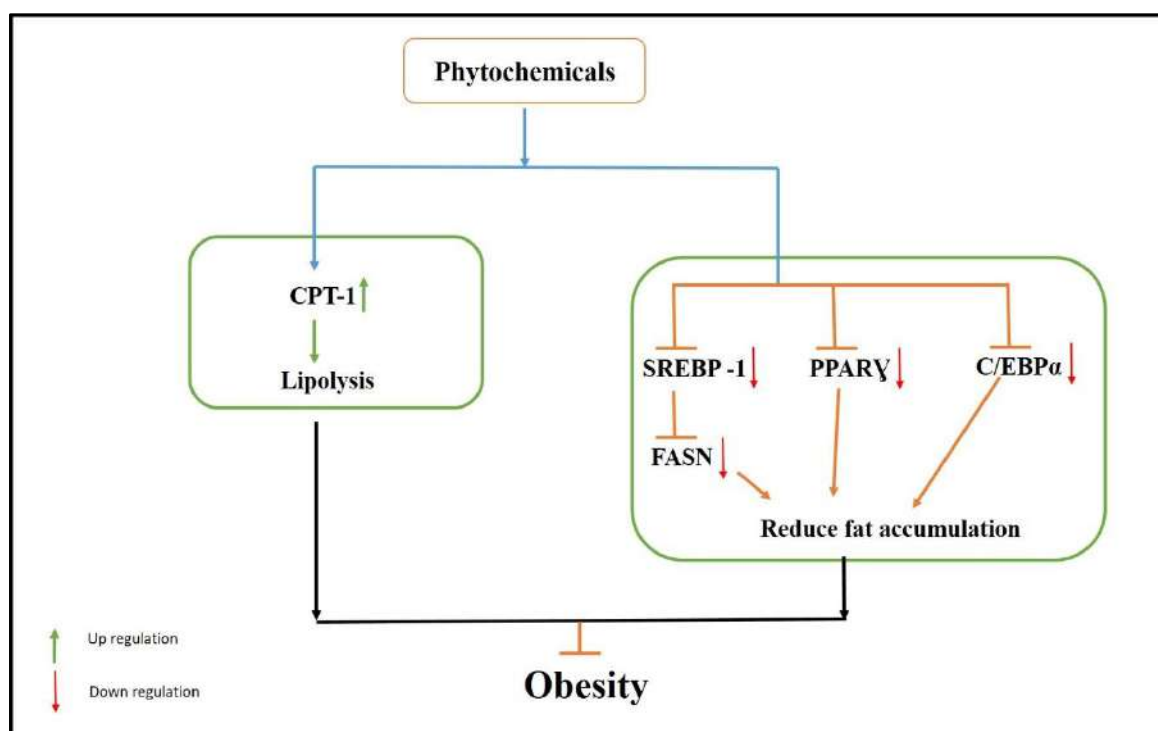 Phytochemicals
CPT-1
Lipolysis
SREBP -1
PPARƔ
C/EBPα
FASN
Reduce fat accumulation
Up regulation
Down regulation
Obesity